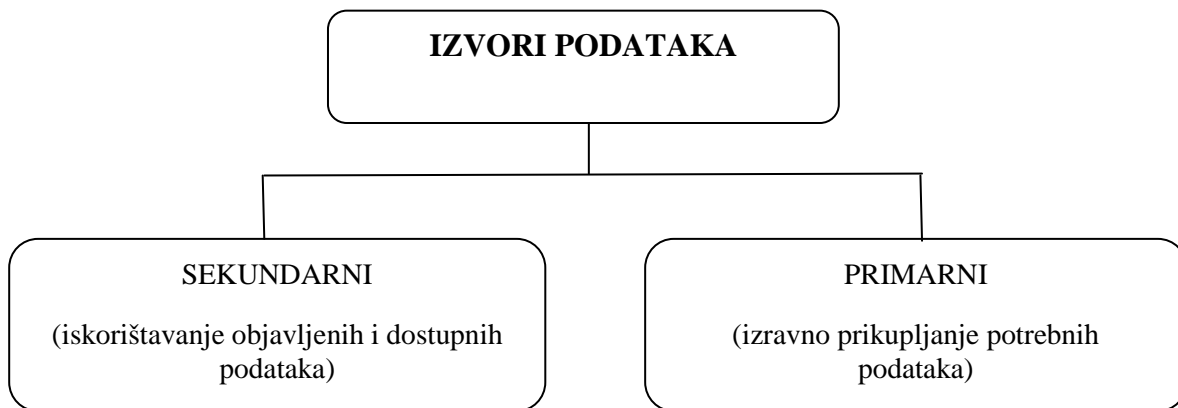 IZVORI PODATAKA
SEKUNDARNI
(iskorištavanje objavljenih i dostupnih
podataka)
PRIMARNI
(izravno prikupljanje potrebnih
podataka)